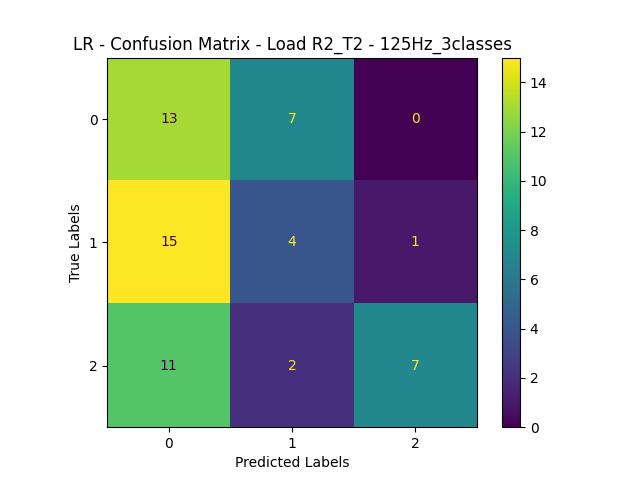 LR - Confusion Matrix - Load R2_T2 - 125Hz_3classes
0 13 7 0
1 15 4 1
2 11 2 7
0 1 2
True Labels
Predicted Labels
14
12
10
8
6
4
2
0